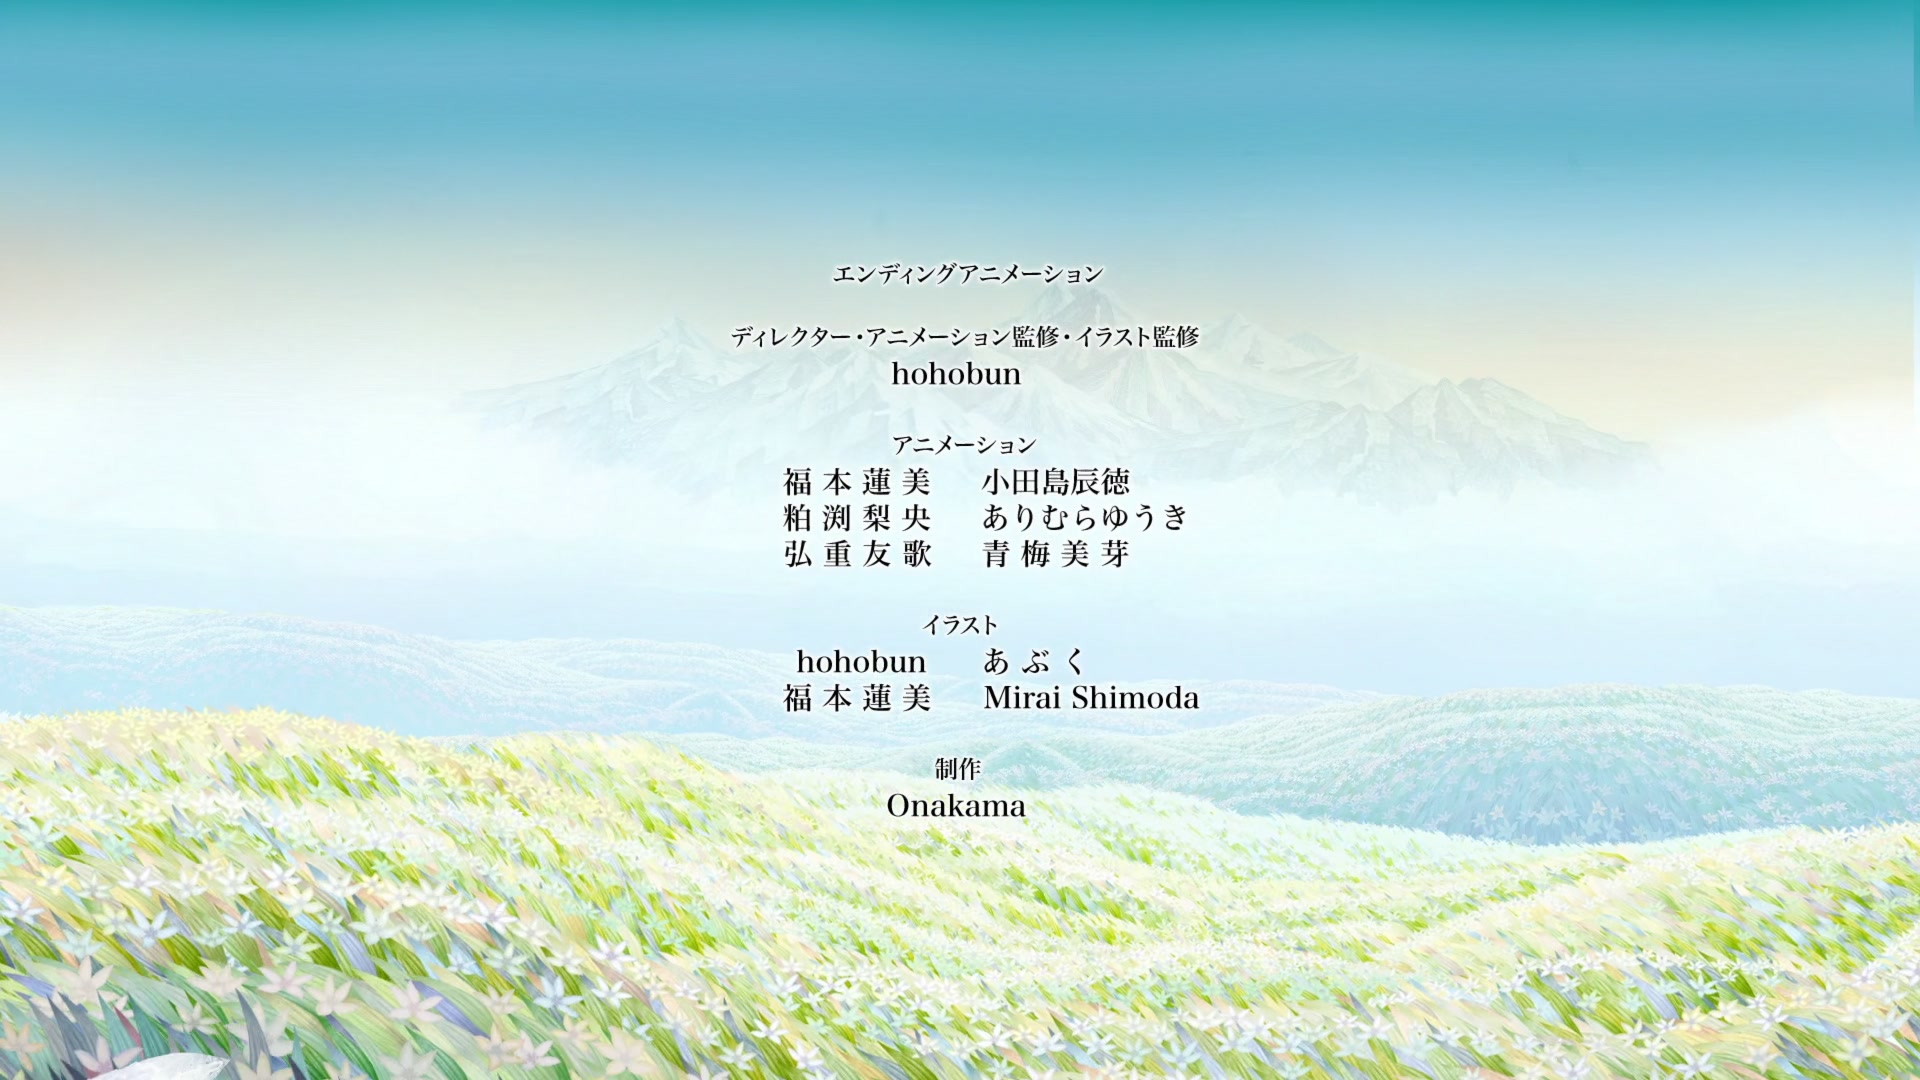 エンディングアニメーション
ディレクター・アニメーション監修・イラスト監修
hohobun
アニメーション
福本蓮美 小田島辰徳
粕渕梨央 ありむらゆうき
弘重友歌 青梅美芽
イラスト
hohobun あぶく
福本蓮美 Mirai Shimoda
制作
Onakama